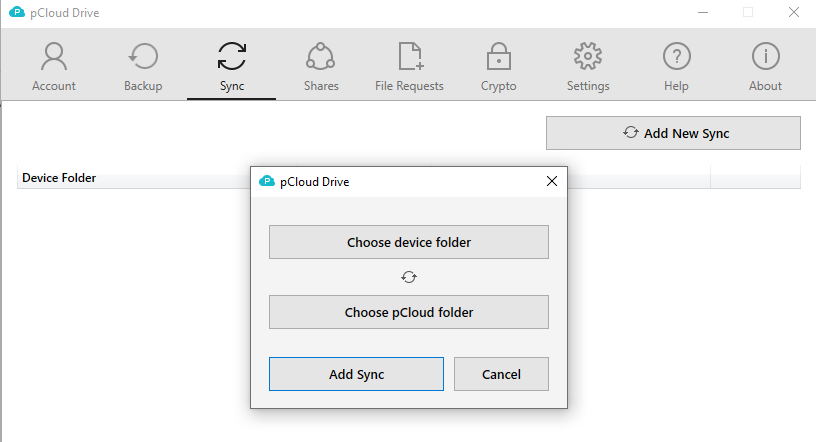 pCloud Drive
Account Backup Sync Shares File Requests Crypto Settings Help About
Add New Sync
Device Folder
pCloud Drive
Choose device folder
Choose pCloud folder
Add Sync Cancel